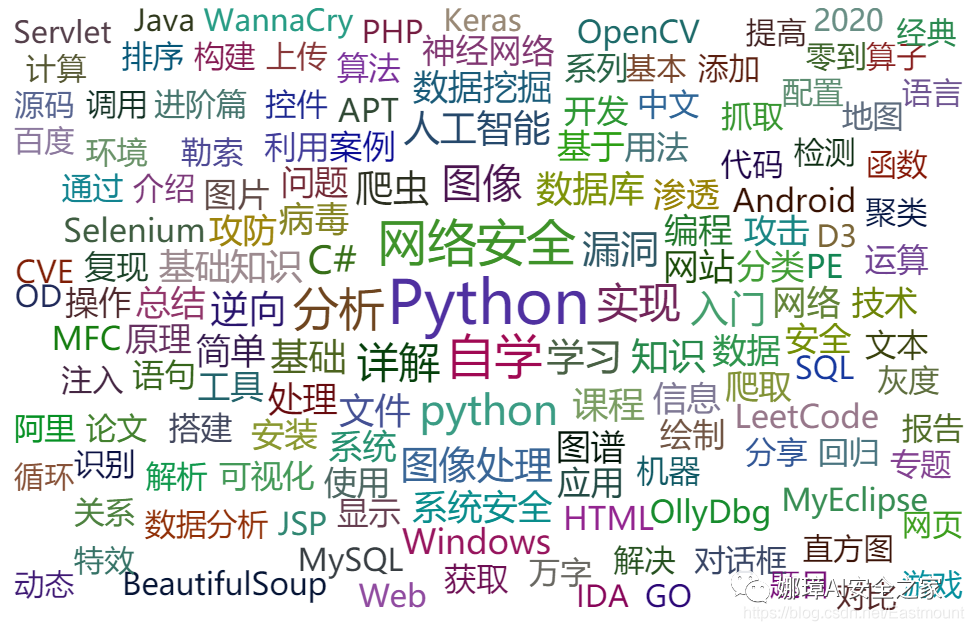 Servlet Java WannaCry PHP Keras OpenCV 提高 2020 经典
计算 排序 构建 上传 算法 神经网络 系列 基本 添加 零到 算子
源码 调用 进阶篇 控件 APT 数据挖掘 开发 中文 抓取 配置 地图 语言
百度 环境 勒索 利用 案例 人工智能 基于 用法 代码 检测 函数
通过 介绍 图片 问题 爬虫 图像 数据库 渗透 Android 聚类
Selenium 攻防 病毒 网络安全 漏洞 编程 攻击 D3
CVE 复现 基础知识 C# 网站 分类 PE 运算
OD 操作 总结 逆向 分析 Python 实现 入门 网络 技术
MFC 原理 简单 基础 详解 自学 学习 知识 数据 安全 文本
注入 语句 工具 处理 文件 python 课程 信息 爬取 SQL 灰度
阿里 论文 搭建 安装 系统 图谱 绘制 LeetCode 报告
循环 识别 解析 可视化 使用 图像处理 应用 机器 分享 回归 专题
关系 数据分析 JSP 显示 系统安全 HTML OllyDbg MyEclipse 网页
特效 MySQL Windows 解决 对话框 直方图
动态 BeautifulSoup Web 获取 万字 IDA GO 题目 对比 游戏
娜璋AI安全之家
https://blog.csdn.net/Eastmount